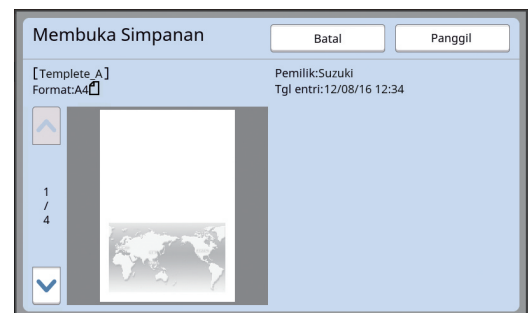 Membuka Simpanan
Batal
Panggil
[Templete_A]
Format:A4
Pemilik:Suzuki
Tgl entri:12/08/16 12:34
1
/
4